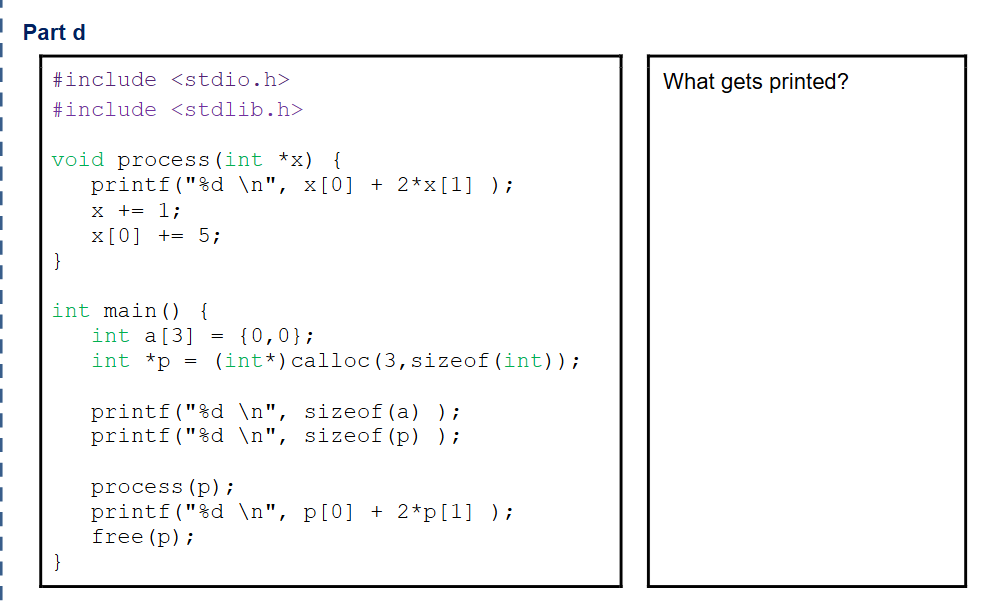 Part d
#include <stdio.h>
#include <stdlib.h>
void process(int *x) {
printf("%d \n", x[0] + 2*x[1] );
x += 1;
x[0] += 5;
}
int main() {
int a[3] = {0,0};
int *p = (int*)calloc(3,sizeof(int));
printf("%d \n", sizeof(a) );
printf("%d \n", sizeof(p) );
process(p);
printf("%d \n", p[0] + 2*p[1] );
free(p);
}
What gets printed?